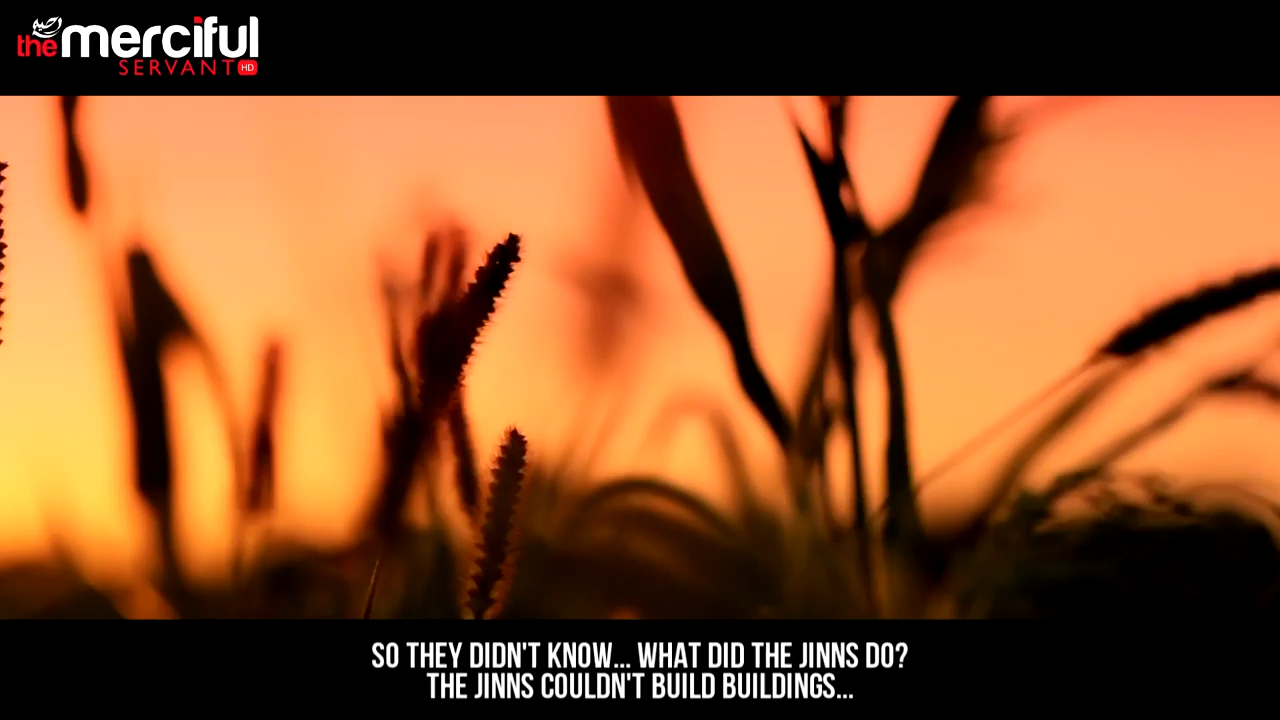 the merciful
SERVANT HD
SO THEY DIDN'T KNOW... WHAT DID THE JINNS DO?
THE JINNS COULDN'T BUILD BUILDINGS...